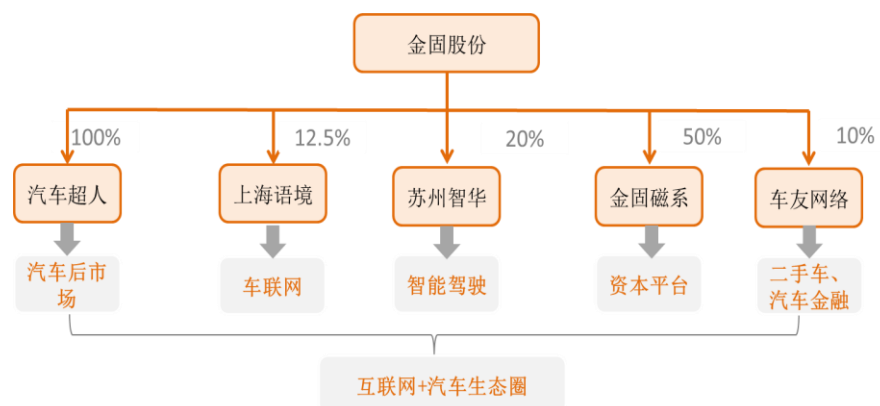 金固股份
100%
12.5%
20%
50%
10%
汽车超人
上海语境
苏州智华
金固磁系
车友网络
汽车后市
场
车联网
智能驾驶
资本平台
二手车、
汽车金融
互联网+汽车生态圈